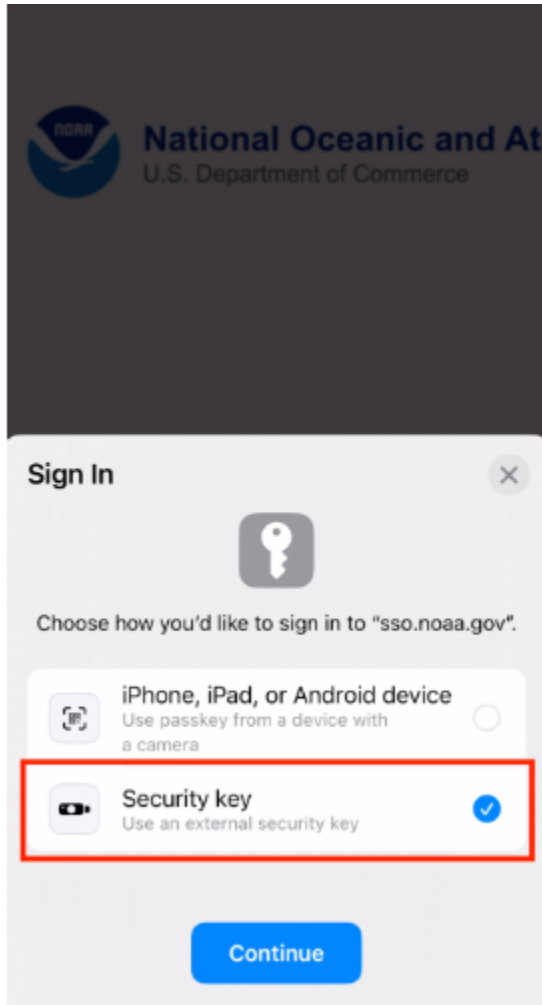 NOAA
National Oceanic and At
U.S. Department of Commerce
Sign In
Choose how you'd like to sign in to "sso.noaa.gov".
iPhone, iPad, or Android device
Use passkey from a device with
a camera
Security key
Use an external security key
Continue